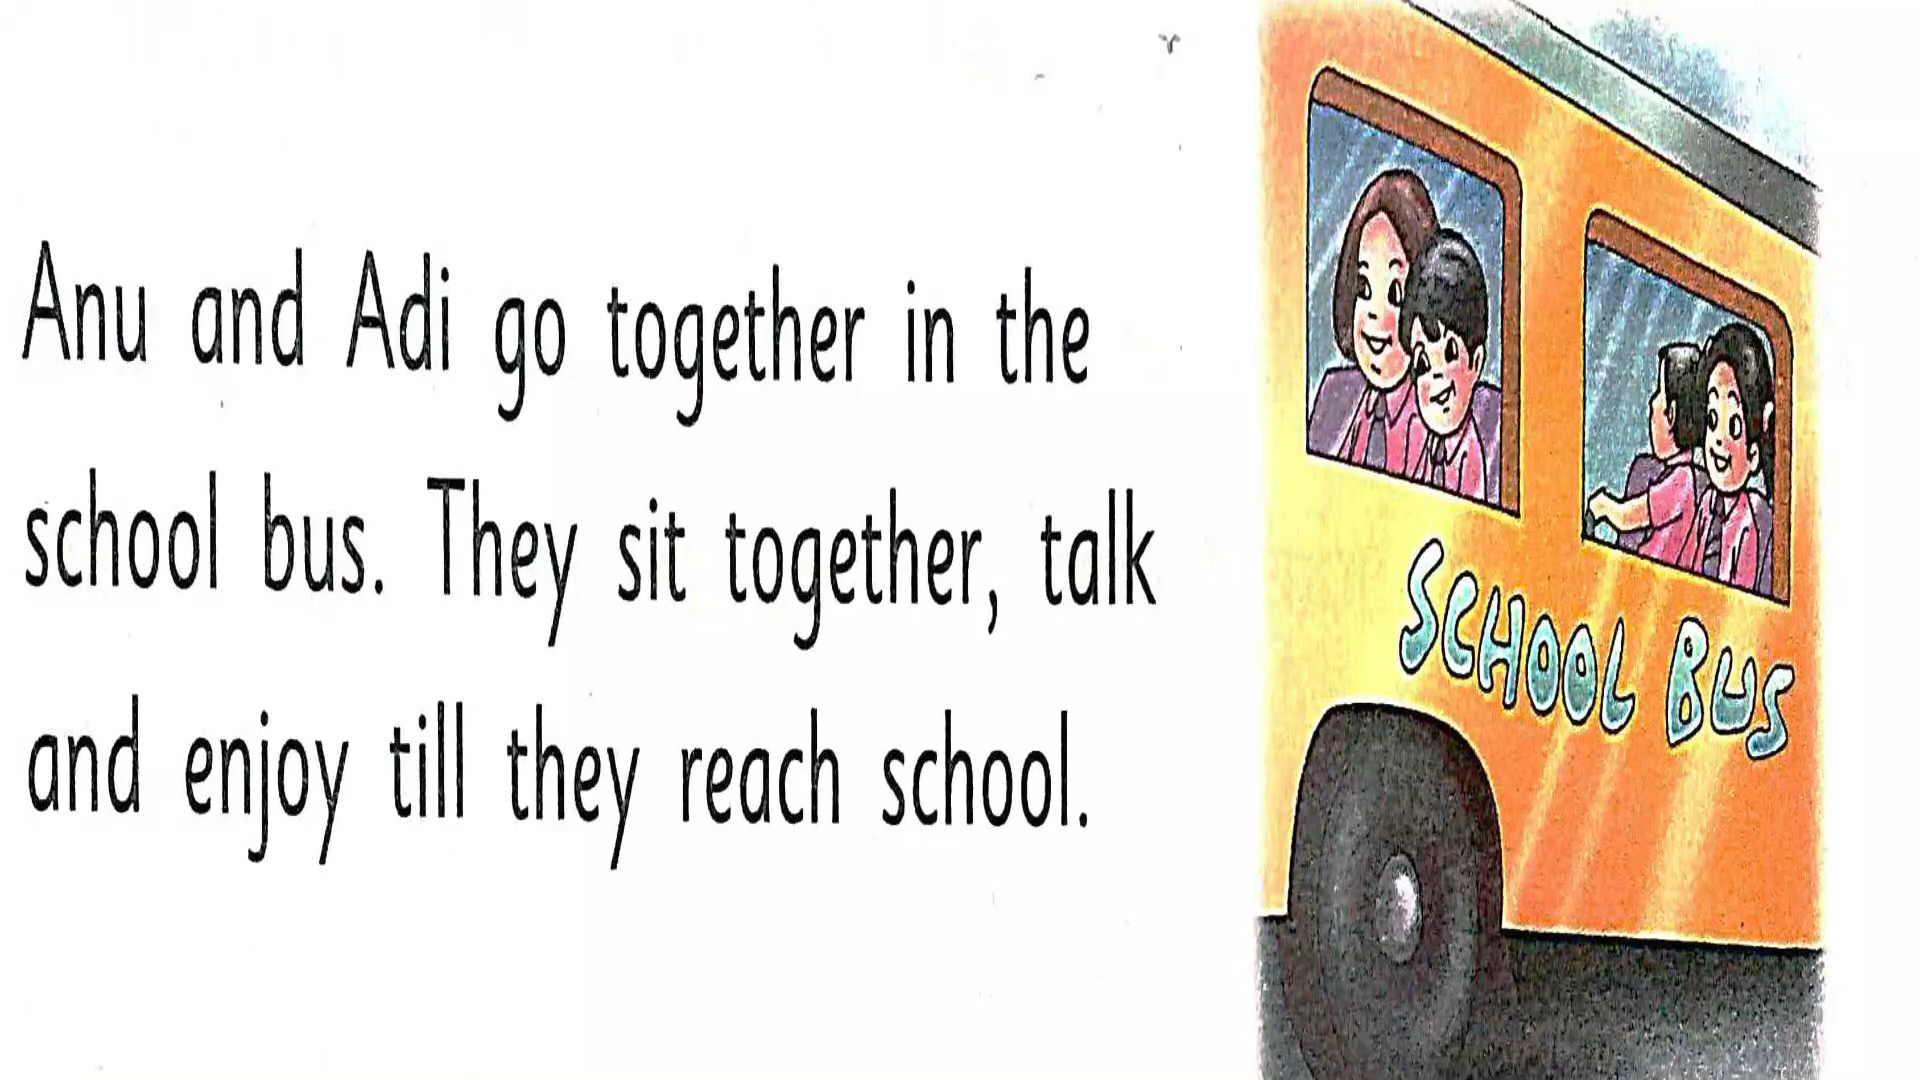 Anu and Adi go together in the
school bus. They sit together, talk
and enjoy till they reach school.
SCHOOL BUS